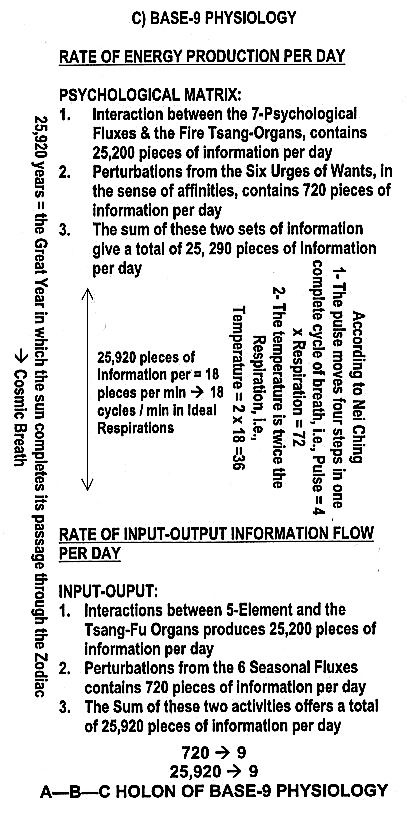 C) BASE-9 PHYSIOLOGY
RATE OF ENERGY PRODUCTION PER DAY
PSYCHOLOGICAL MATRIX:
1. Interaction between the 7-Psychological
Fluxes & the Fire Tsang-Organs, contains
25,200 pieces of information per day
2. Perturbations from the Six Urges of Wants, in
the sense of affinities, contains 720 pieces of
information per day
3. The sum of these two sets of information
give a total of 25, 290 pieces of information
per day
25,920 years = the Great Year in which the sun completes its passage through the Zodiac
→ Cosmic Breath
25,920 pieces of
Information per = 18
pieces per min → 18
cycles / min in Ideal
Respirations
According to Nei Ching
1- The pulse moves four steps in one
complete cycle of breath, i.e., Pulse = 4
x Respiration = 72
2- The temperature is twice the
Respiration, i.e.,
Temperature = 2 x 18 =36
RATE OF INPUT-OUTPUT INFORMATION FLOW
PER DAY
INPUT-OUPUT:
1. Interactions between 5-Element and the
Tsang-Fu Organs produces 25,200 pieces of
information per day
2. Perturbations from the 6 Seasonal Fluxes
contains 720 pieces of information per day
3. The Sum of these two activities offers a total
of 25,920 pieces of information per day
720 → 9
25,920 → 9
A—B—C HOLON OF BASE-9 PHYSIOLOGY